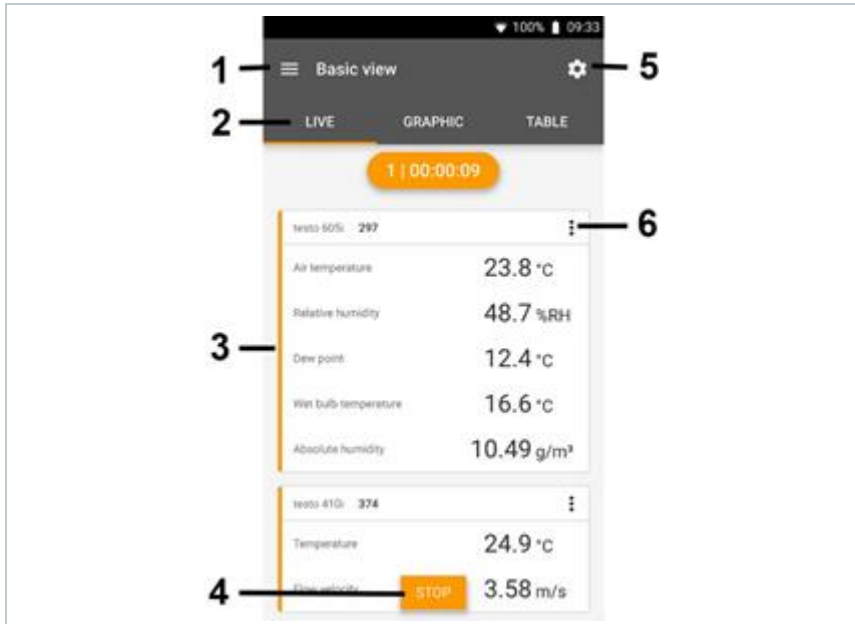 100% 09:33
1 Basic view 5
2 LIVE GRAPHIC TABLE
1 | 00:00:09
testo 605i 297 6
Air temperature 23.8 °C
Relative humidity 48.7 %RH
3 Dew point 12.4 °C
Wet bulb temperature 16.6 °C
Absolute humidity 10.49 g/m³
testo 410i 374
Temperature 24.9 °C
4 Flow velocity STOP 3.58 m/s